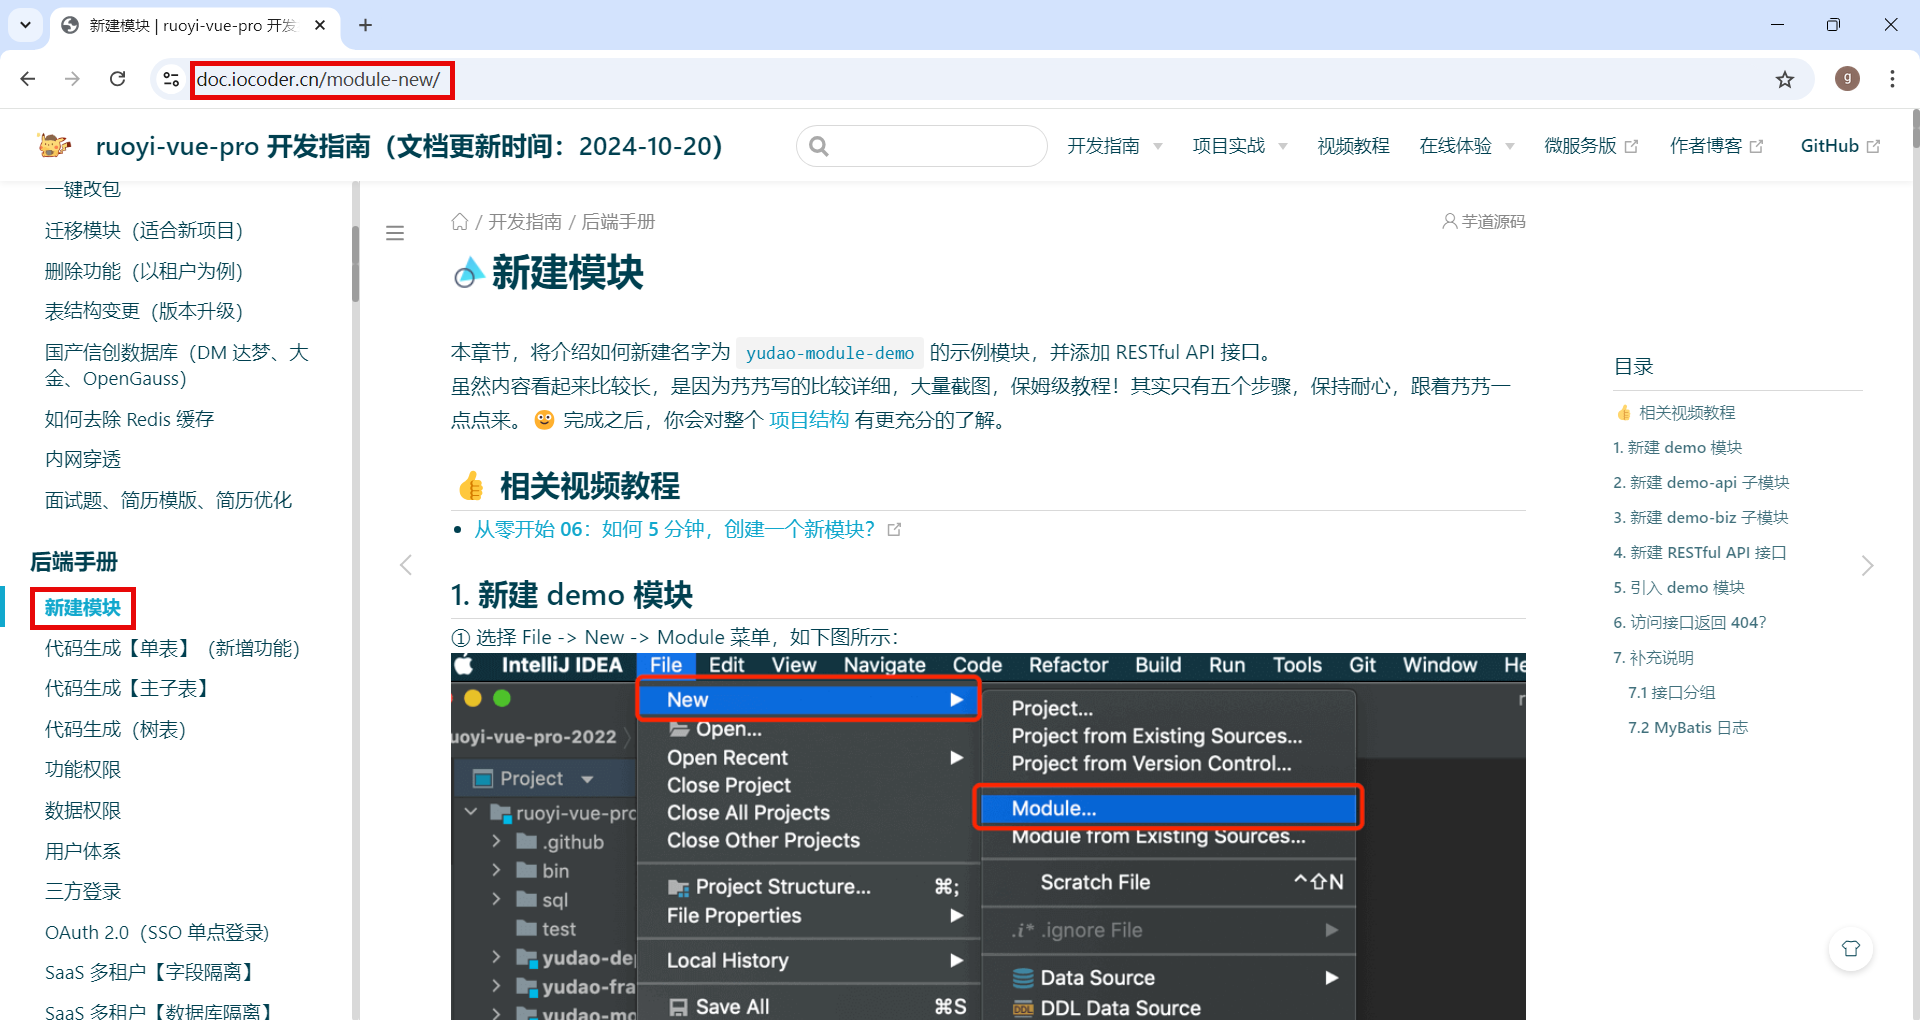 新建模块 | ruoyi-vue-pro 开发
doc.iocoder.cn/module-new/
g
ruoyi-vue-pro 开发指南（文档更新时间：2024-10-20）
开发指南
项目实战
视频教程
在线体验
微服务版
作者博客
GitHub
一键改包
迁移模块（适合新项目）
删除功能（以租户为例）
表结构变更（版本升级）
国产信创数据库（DM 达梦、大
金、OpenGauss）
如何去除 Redis 缓存
内网穿透
面试题、简历模版、简历优化
后端手册
新建模块
代码生成【单表】（新增功能）
代码生成【主子表】
代码生成（树表）
功能权限
数据权限
用户体系
三方登录
OAuth 2.0（SSO 单点登录)
SaaS 多租户【字段隔离】
SaaS 多租户【数据库隔离】
/ 开发指南 / 后端手册
芋道源码
新建模块
本章节，将介绍如何新建名字为 yudao-module-demo 的示例模块，并添加 RESTful API 接口。
虽然内容看起来比较长，是因为艿艿写的比较详细，大量截图，保姆级教程！其实只有五个步骤，保持耐心，跟着艿艿一
点点来。 完成之后，你会对整个 项目结构 有更充分的了解。
相关视频教程
从零开始 06：如何 5 分钟，创建一个新模块？
1. 新建 demo 模块
① 选择 File -> New -> Module 菜单，如下图所示：
IntelliJ IDEA File Edit View Navigate Code Refactor Build Run Tools Git Window He
uoyi-vue-pro-2022
Project
ruoyi-vue-pro
.github
bin
sql
test
yudao-de
yudao-fra
yudao-mo
New
Open...
Open Recent
Close Project
Close All Projects
Close Other Projects
Project Structure... ⌘;
File Properties
Local History
Save All ⌘S
Project...
Project from Existing Sources...
Project from Version Control...
Module...
Module from Existing Sources...
Scratch File ^⇧N
.i* .ignore File
Data Source
DDL Data Source
目录
相关视频教程
1. 新建 demo 模块
2. 新建 demo-api 子模块
3. 新建 demo-biz 子模块
4. 新建 RESTful API 接口
5. 引入 demo 模块
6. 访问接口返回 404？
7. 补充说明
7.1 接口分组
7.2 MyBatis 日志